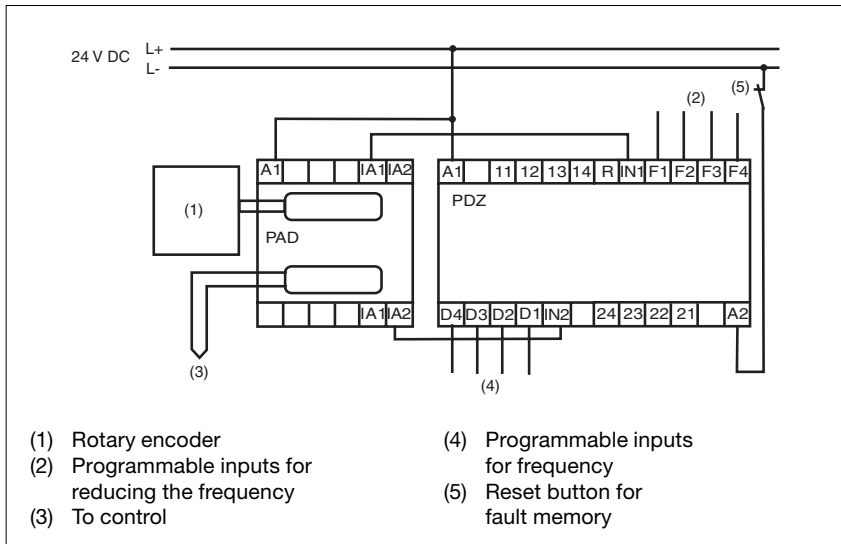 24 V DC
L+
L-
(5)
(2)
A1 IA1 IA2
A1 11 12 13 14 R IN1 F1 F2 F3 F4
(1)
PAD
PDZ
IA1 IA2
D4 D3 D2 D1 IN2 24 23 22 21 A2
(3)
(4)
(1) Rotary encoder
(2) Programmable inputs for
reducing the frequency
(3) To control
(4) Programmable inputs
for frequency
(5) Reset button for
fault memory